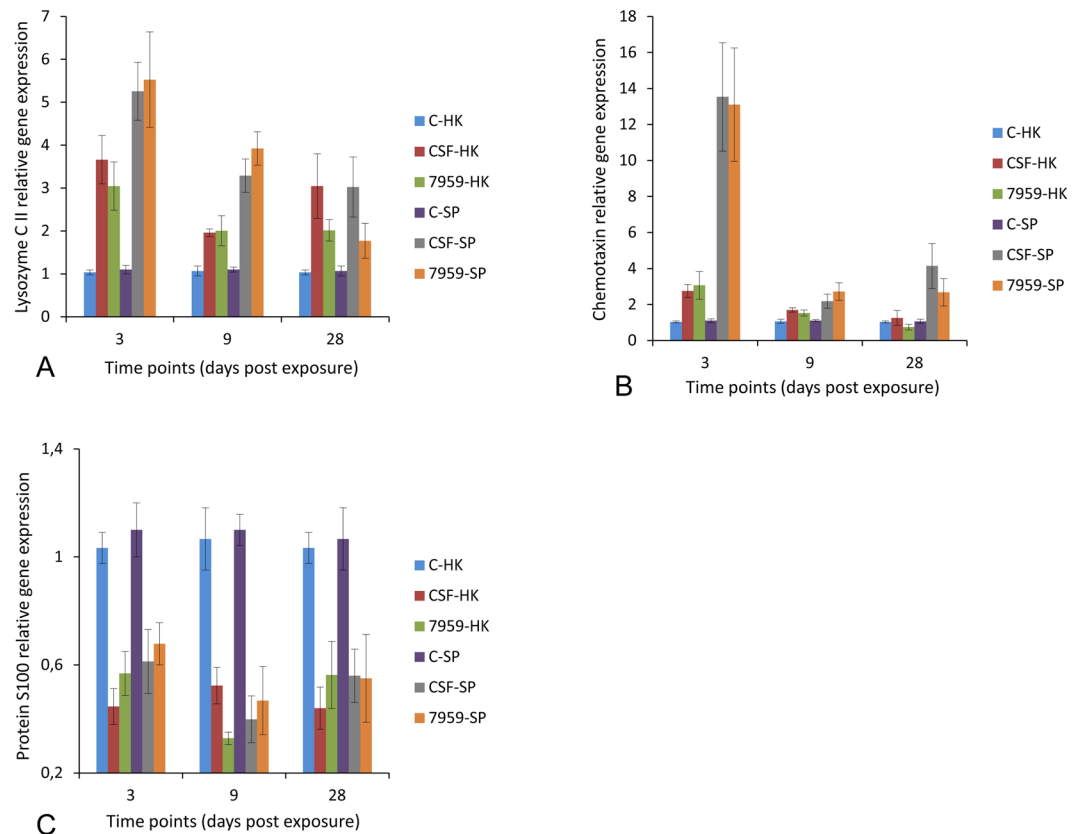 Lysozyme C II relative gene expression
7
6
5
4
3
2
1
0
3
9
28
Time points (days post exposure)
A
C-HK
CSF-HK
7959-HK
C-SP
CSF-SP
7959-SP
Chemotaxin relative gene expression
18
16
14
12
10
8
6
4
2
0
3
9
28
Time points (days post exposure)
B
C-HK
CSF-HK
7959-HK
C-SP
CSF-SP
7959-SP
Protein S100 relative gene expression
1,4
1
0,6
0,2
3
9
28
Time points (days post exposure)
C
C-HK
CSF-HK
7959-HK
C-SP
CSF-SP
7959-SP